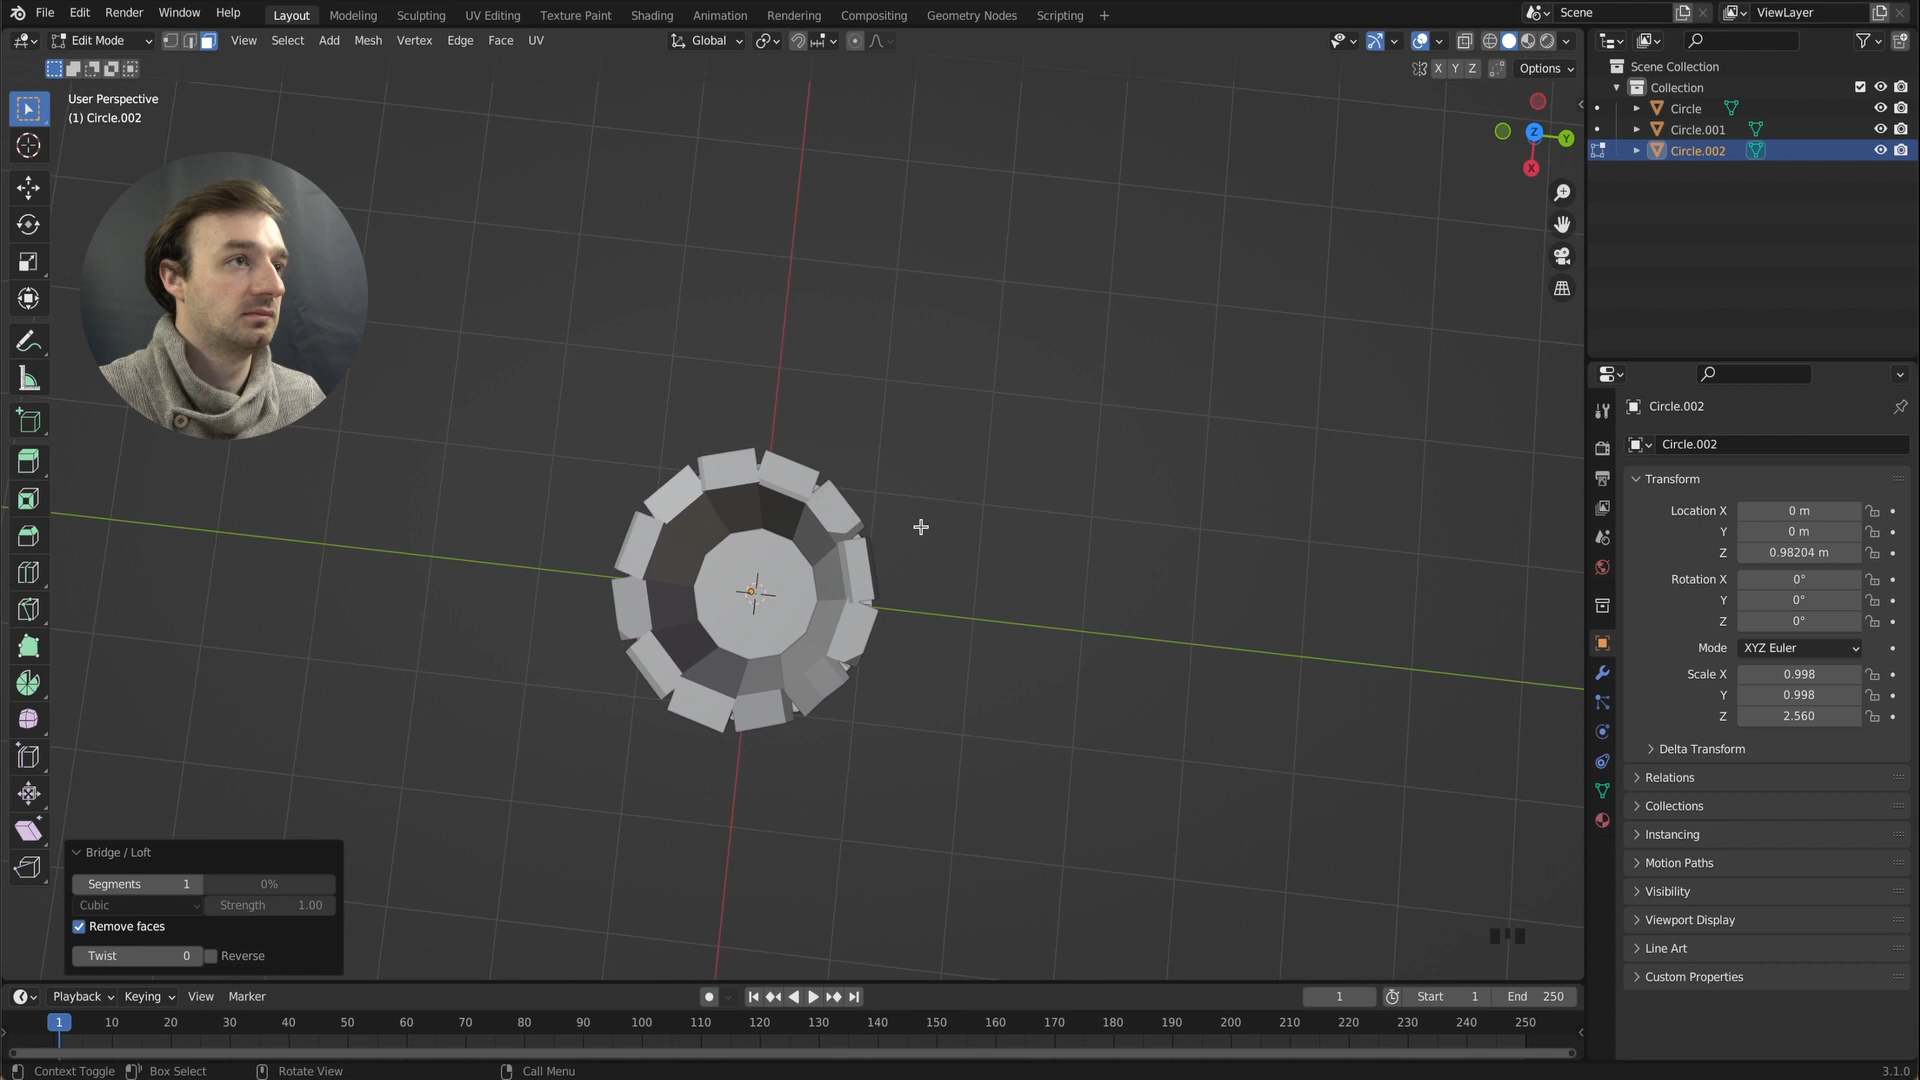 File Edit Render Window Help Layout Modeling Sculpting UV Editing Texture Paint Shading Animation Rendering Compositing Geometry Nodes Scripting + Scene ViewLayer
Edit Mode View Select Add Mesh Vertex Edge Face UV Global
X Y Z Options
User Perspective
(1) Circle.002
Z
Y
X
Scene Collection
Collection
Circle
Circle.001
Circle.002
Circle.002
Circle.002
Transform
Location X 0 m
Y 0 m
Z 0.98204 m
Rotation X 0°
Y 0°
Z 0°
Mode XYZ Euler
Scale X 0.998
Y 0.998
Z 2.560
Delta Transform
Relations
Collections
Instancing
Motion Paths
Visibility
Viewport Display
Line Art
Custom Properties
Bridge / Loft
Segments 1 0%
Cubic Strength 1.00
Remove faces
Twist 0 Reverse
Playback Keying View Marker 1 Start 1 End 250
1 10 20 30 40 50 60 70 80 90 100 110 120 130 140 150 160 170 180 190 200 210 220 230 240 250
Context Toggle Box Select Rotate View Call Menu 3.1.0